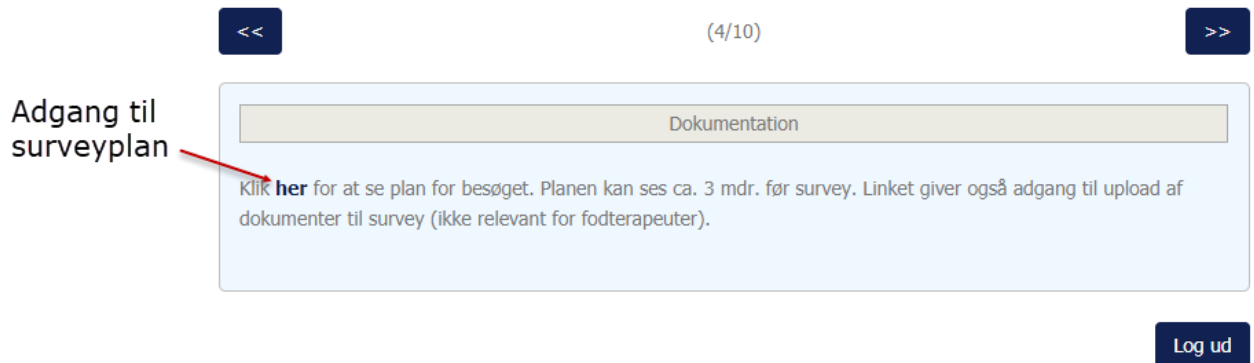 <<
(4/10)
>>
Adgang til
surveyplan
Dokumentation
Klik her for at se plan for besøget. Planen kan ses ca. 3 mdr. før survey. Linket giver også adgang til upload af
dokumenter til survey (ikke relevant for fodterapeuter).
Log ud